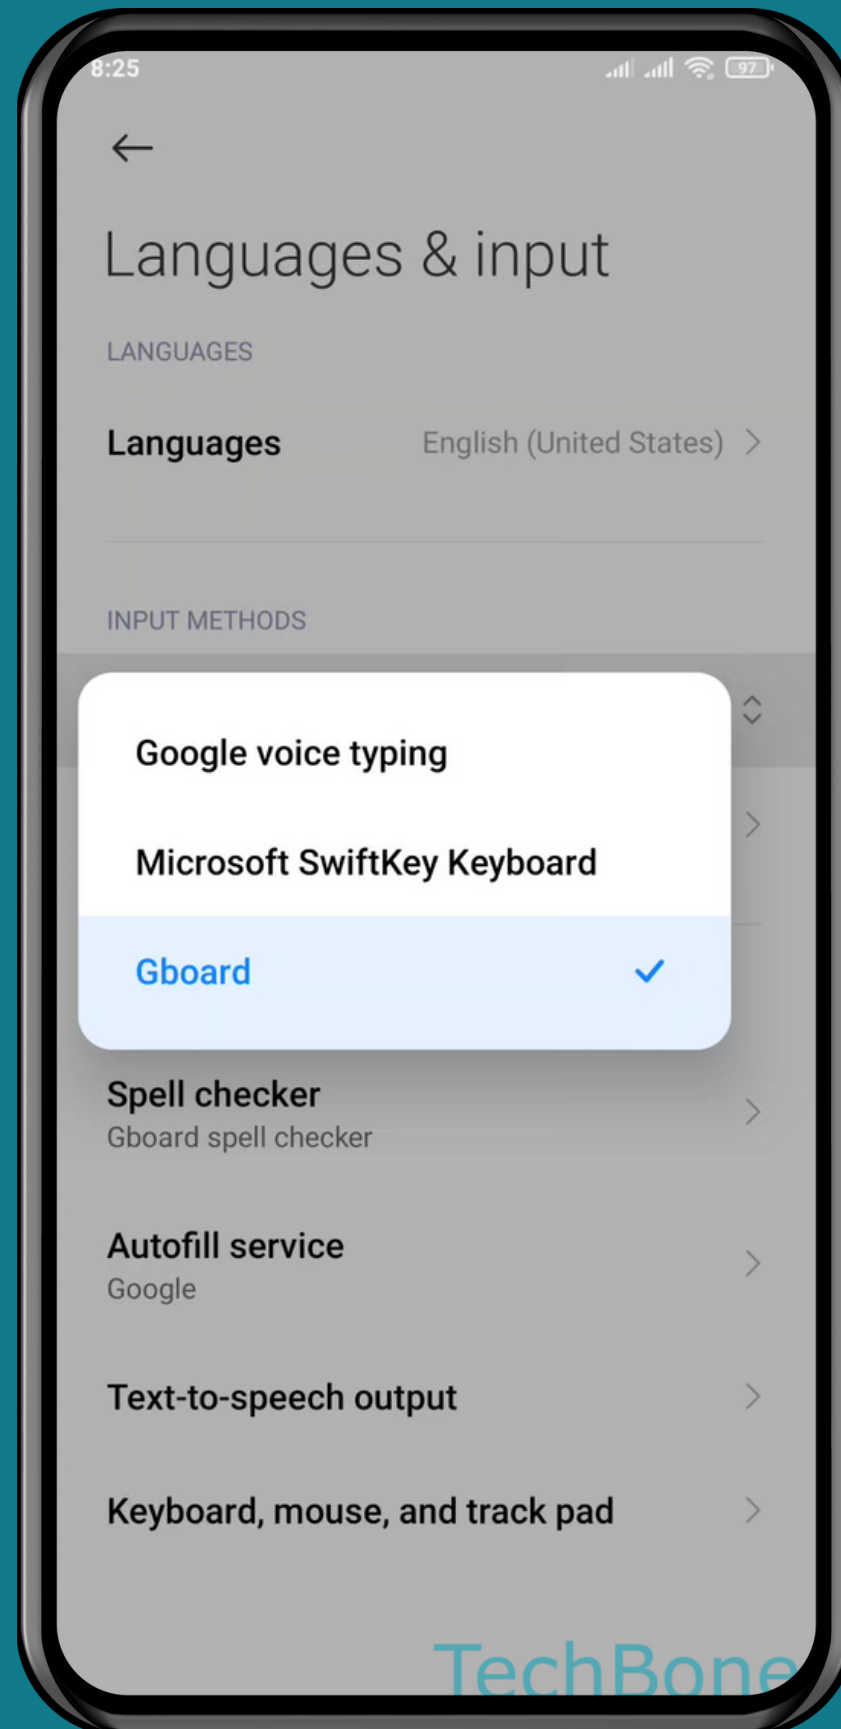 8:25
97
Languages & input
LANGUAGES
Languages
English (United States)
INPUT METHODS
Google voice typing
Microsoft SwiftKey Keyboard
Gboard
Spell checker
Gboard spell checker
Autofill service
Google
Text-to-speech output
Keyboard, mouse, and track pad
TechBone